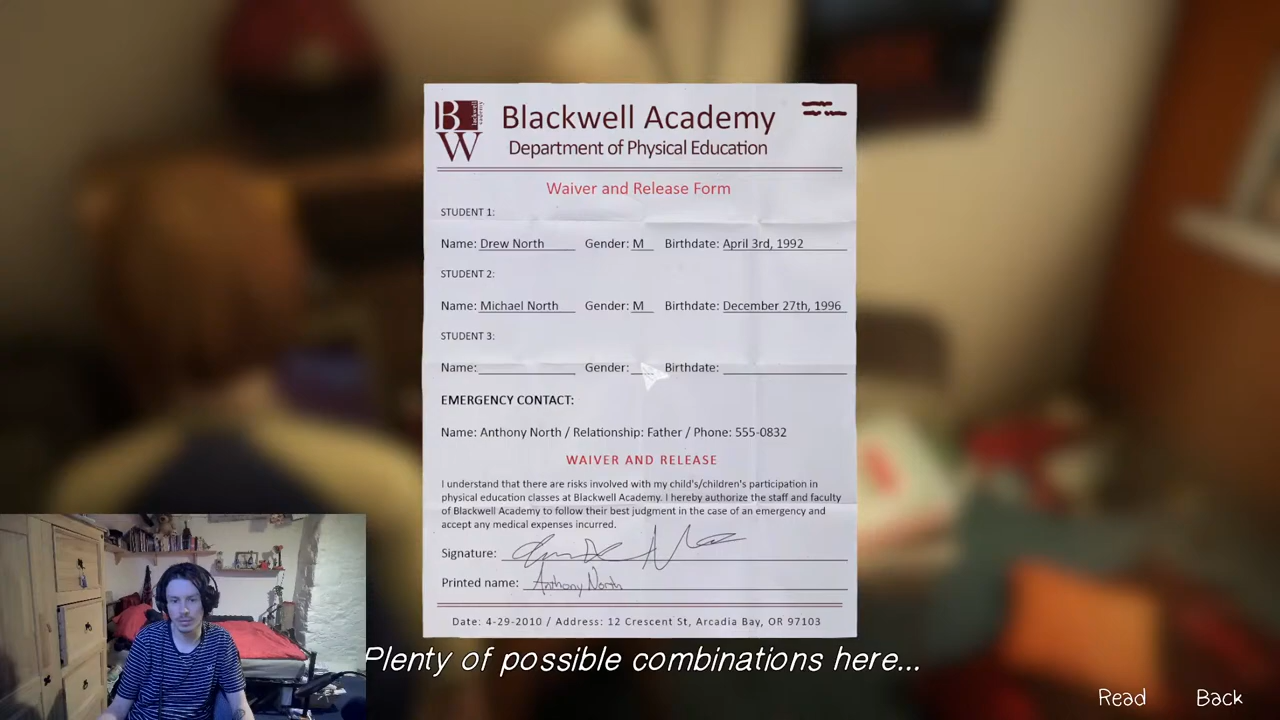 B Blackwell academy
W
Blackwell Academy
Department of Physical Education
Waiver and Release Form
STUDENT 1:
Name: Drew North Gender: M Birthdate: April 3rd, 1992
STUDENT 2:
Name: Michael North Gender: M Birthdate: December 27th, 1996
STUDENT 3:
Name: Gender: Birthdate:
EMERGENCY CONTACT:
Name: Anthony North / Relationship: Father / Phone: 555-0832
WAIVER AND RELEASE
I understand that there are risks involved with my child's/children's participation in
physical education classes at Blackwell Academy. I hereby authorize the staff and faculty
of Blackwell Academy to follow their best judgment in the case of an emergency and
accept any medical expenses incurred.
Signature:
Printed name: Anthony North
Date: 4-29-2010 / Address: 12 Crescent St, Arcadia Bay, OR 97103
Plenty of possible combinations here...
Read Back